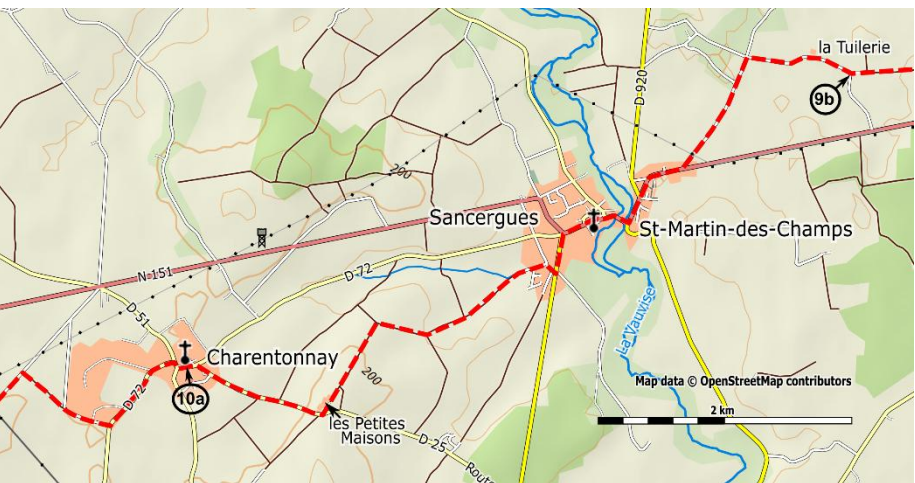 la Tuilerie
9b
D 920
200
Sancergues
St-Martin-des-Champs
N 151
D 72
La Vauvise
D 51
Charentonnay
200
Map data © OpenStreetMap contributors
10a
D 72
2 km
les Petites
Maisons
D 25
Route